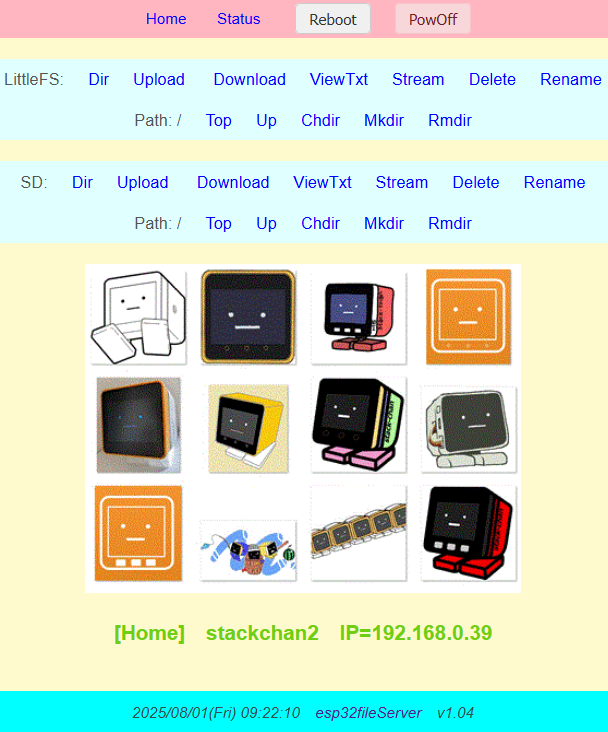 Home Status Reboot PowOff
LittleFS: Dir Upload Download ViewTxt Stream Delete Rename
Path: / Top Up Chdir Mkdir Rmdir
SD: Dir Upload Download ViewTxt Stream Delete Rename
Path: / Top Up Chdir Mkdir Rmdir
[Home] stackchan2 IP=192.168.0.39
2025/08/01(Fri) 09:22:10 esp32fileServer v1.04